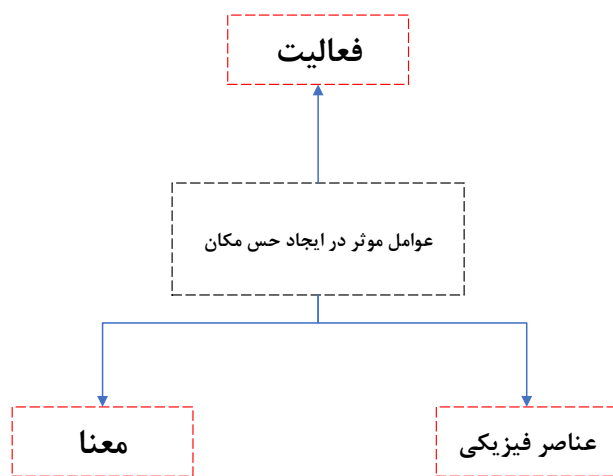 فعالیت
عوامل موثر در ایجاد حس مکان
عناصر فیزیکی
معنا